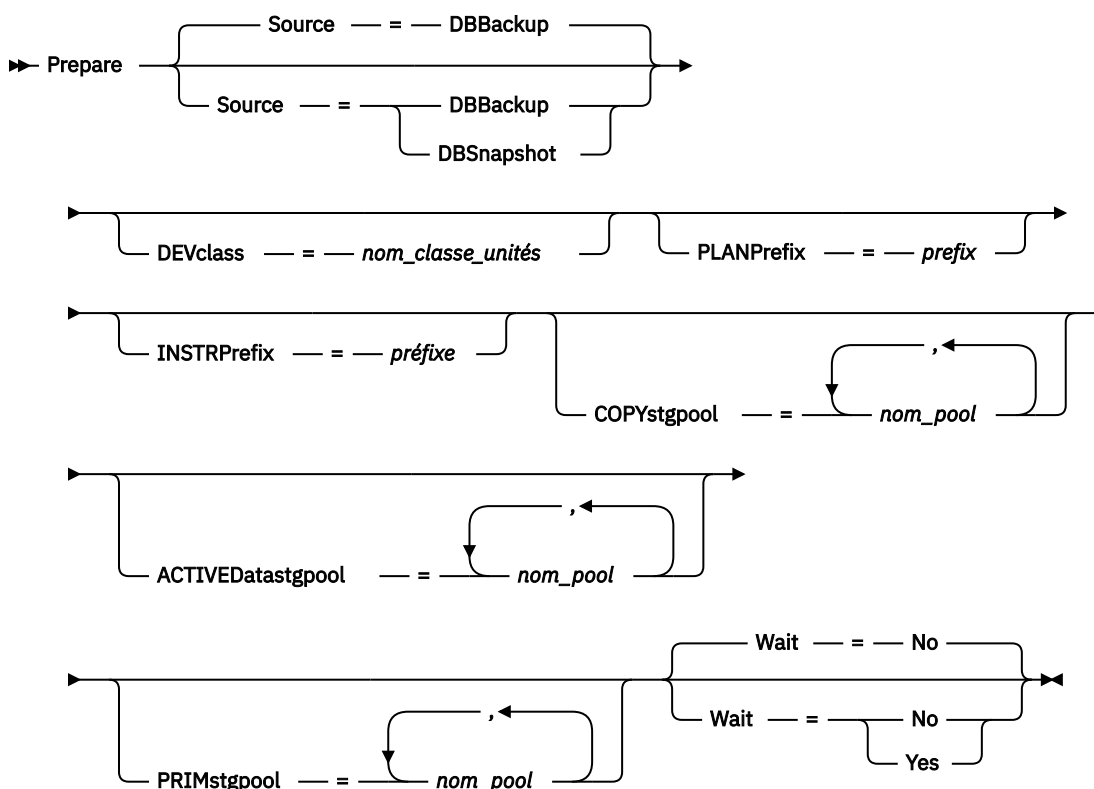 Source = DBBackup
Prepare
Source = DBBackup
DBSnapshot
DEVclass = nom_classe_unités PLANPrefix = prefix
INSTRPrefix = préfixe
,
COPYstgpool = nom_pool
,
ACTIVEDatastgpool = nom_pool
Wait = No
,
Wait = No
Yes
PRIMstgpool = nom_pool